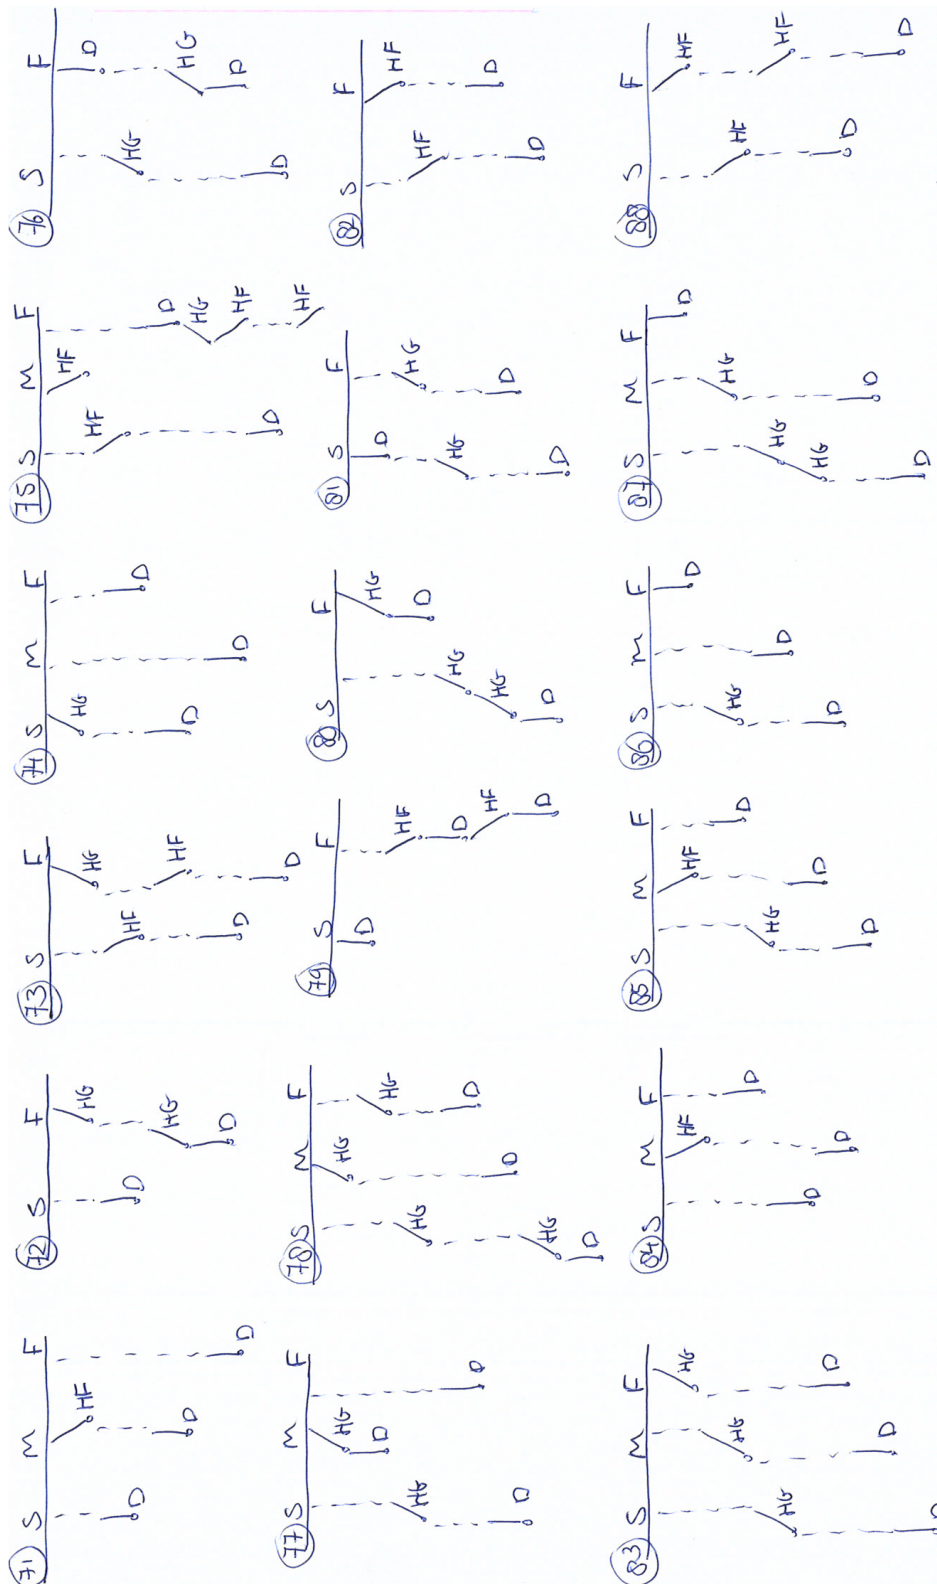 71 S M F
HF
D
D
D
72 S F
HG
D HG
D
73 S F
HG
HF HF
D
D
74 S M F
HG
D
D
D
75 S M F
HF
HF
D
HG
HF
D HF
76 S F
D
HG HG
D
D
77 S M F
HG
D
HG
D
D
78 S M F
HG
HG
HG
D
D
HG
D
79 S F
D
HF
D
HF
D
80 S F
HG
D
HG
HG
D
81 S F
D
HG
HG
D
D
82 S F
HF
HF
D
D
83 S M F
HG
HG
HG
D
D
D
84 S M F
HF
D
D
D
85 S M F
HF
D
HG
D
D
86 S M F
D
HG
D
D
87 S M F
D
HG
HG
HG
D
D
88 S F
HF
HF
HF
D
D